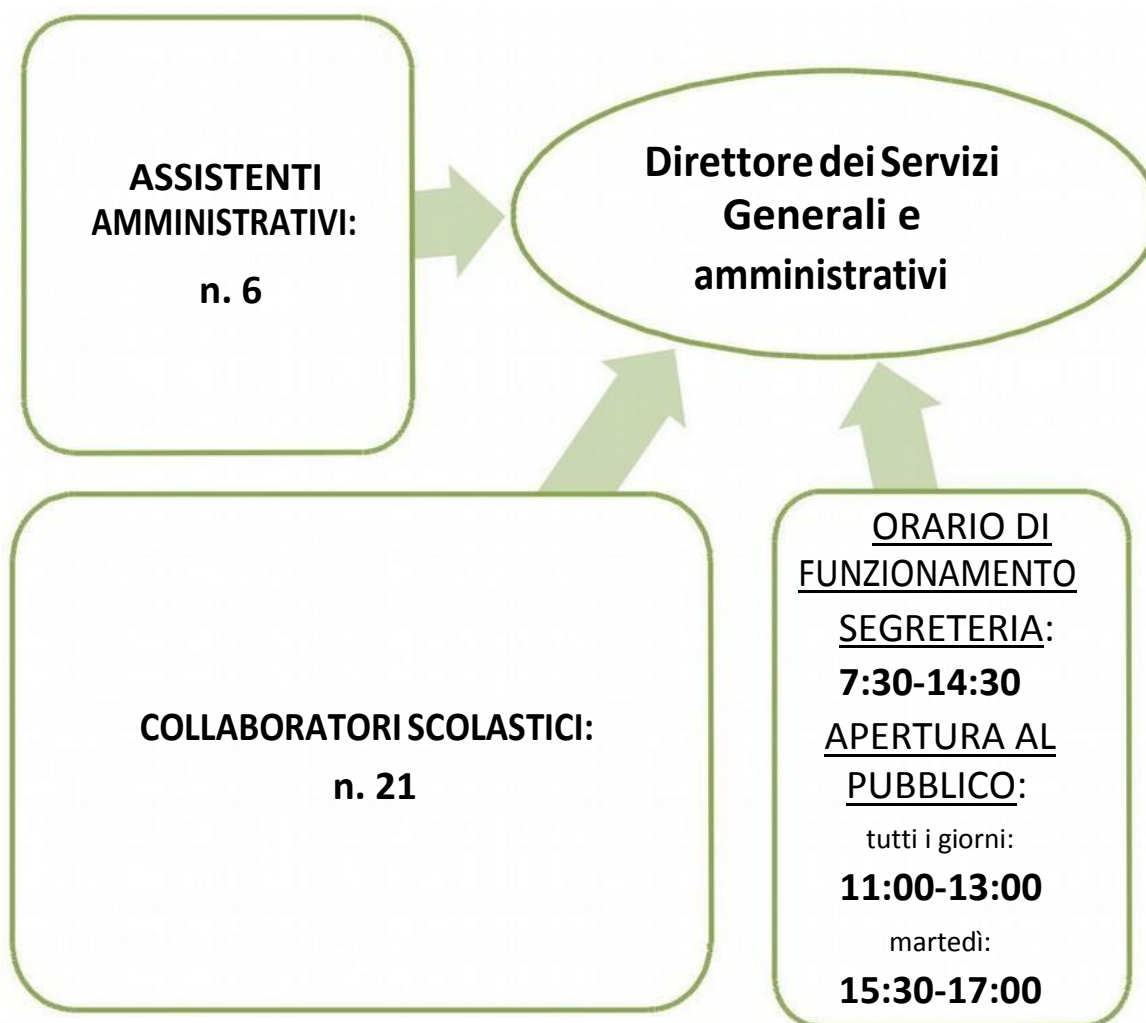 ASSISTENTI
AMMINISTRATIVI:
n. 6
Direttore dei Servizi
Generali e
amministrativi
COLLABORATORI SCOLASTICI:
n. 21
ORARIO DI
FUNZIONAMENTO
SEGRETERIA:
7:30-14:30
APERTURA AL
PUBBLICO:
tutti i giorni:
11:00-13:00
martedì:
15:30-17:00